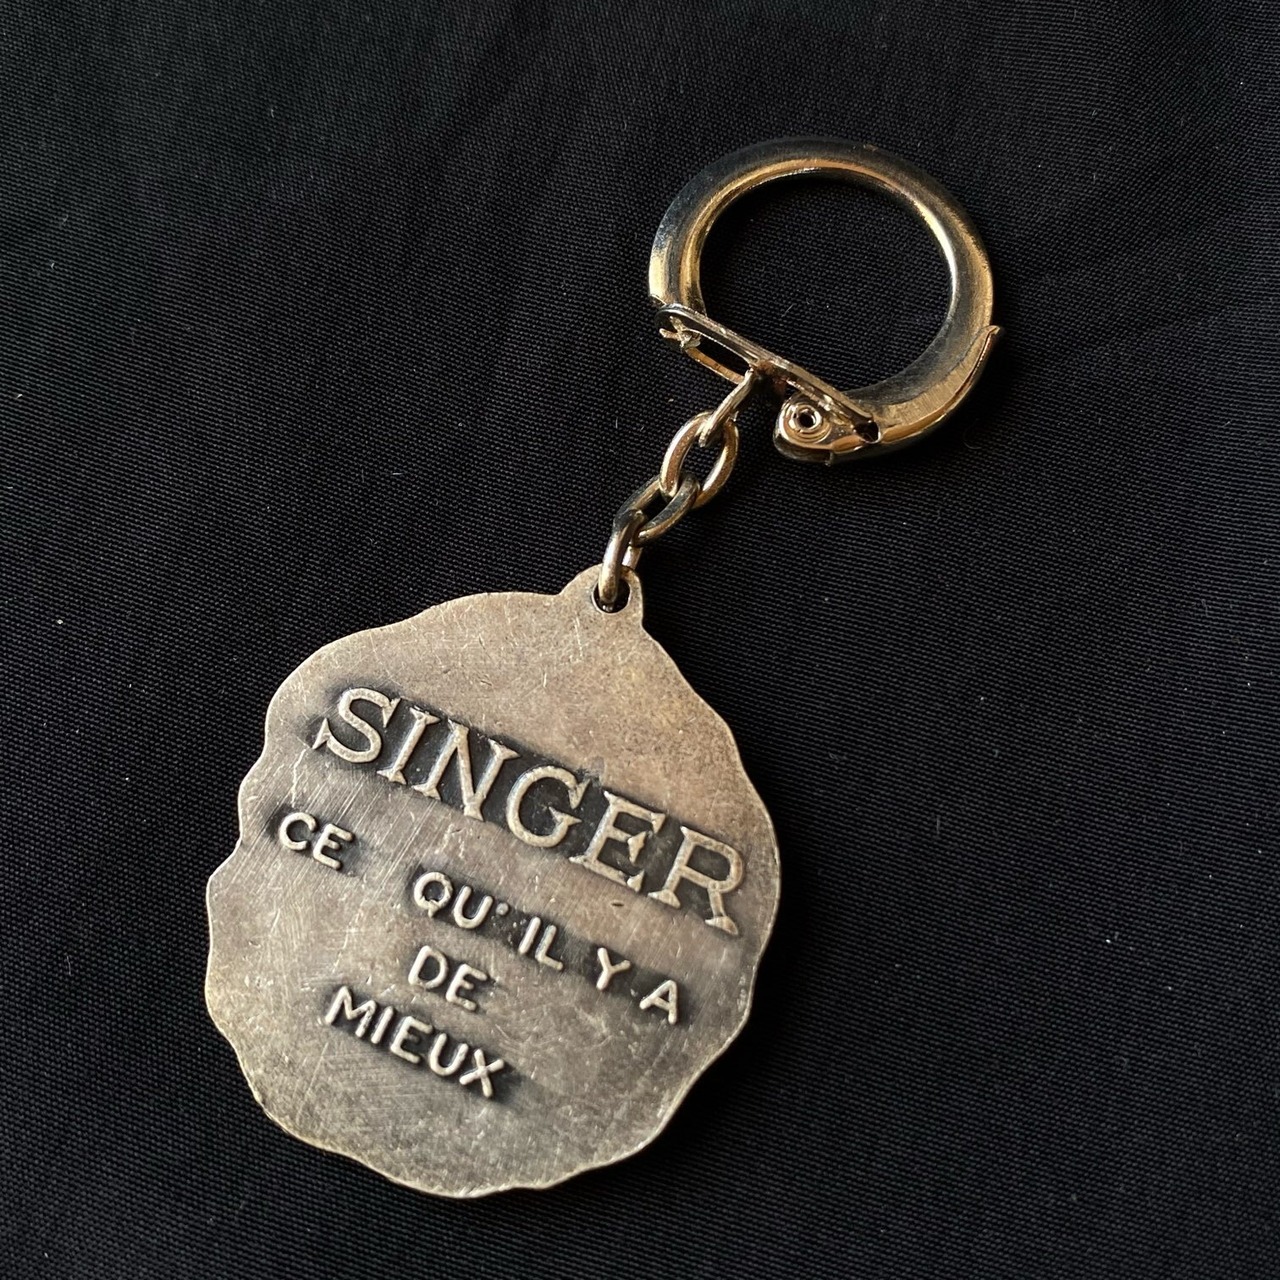 SINGER
CE QU'IL Y A
DE
MIEUX